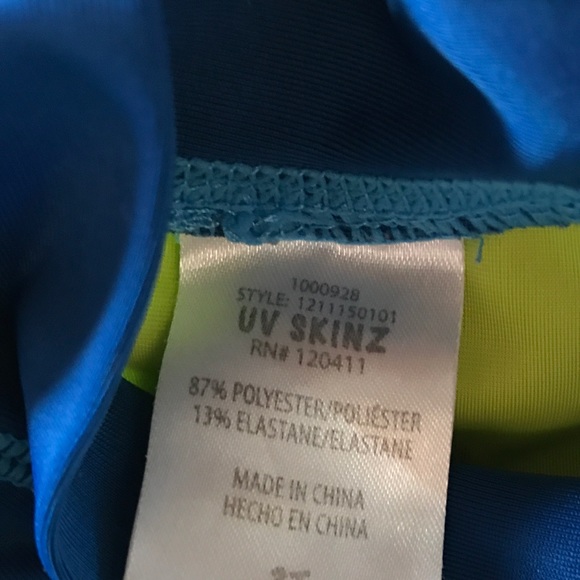 1000928
STYLE: 1211150101
UV SKINZ
RN# 120411
87% POLYESTER/POLIÉSTER
13% ELASTANE/ELASTANE
MADE IN CHINA
HECHO EN CHINA